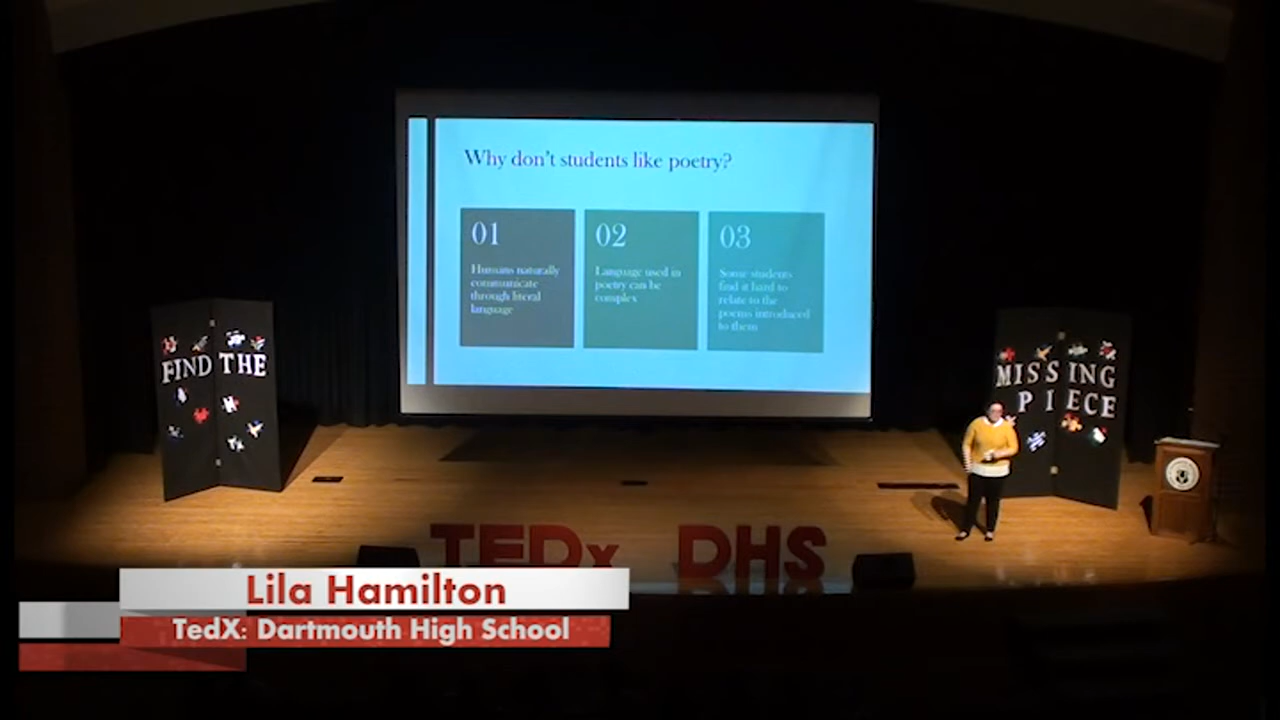 Why don't students like poetry?
01
Humans naturally
communicate
through literal
language
02
Language used in
poetry can be
complex
03
Some students
find it hard to
relate to the
poems introduced
to them
FIND THE
MISSING
PIECE
TEDx DHS
Lila Hamilton
TedX: Dartmouth High School